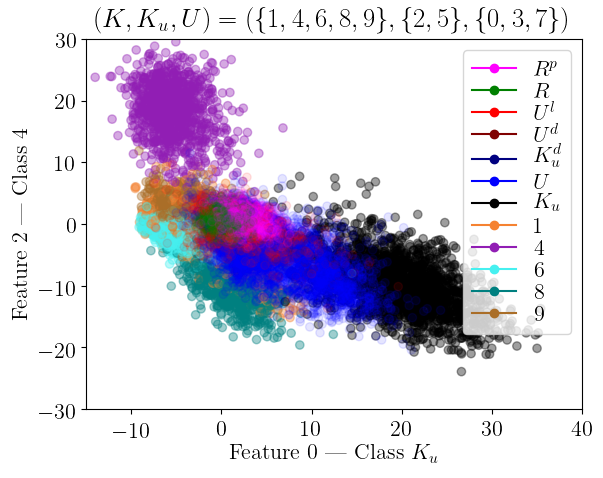 (K, K_u, U) = ({1, 4, 6, 8, 9}, {2, 5}, {0, 3, 7})
30
20
10
0
−10
−20
−30
Feature 2 — Class 4
R^p
R
U^l
U^d
K_u^d
U
K_u
1
4
6
8
9
−10
0
10
20
30
40
Feature 0 — Class K_u